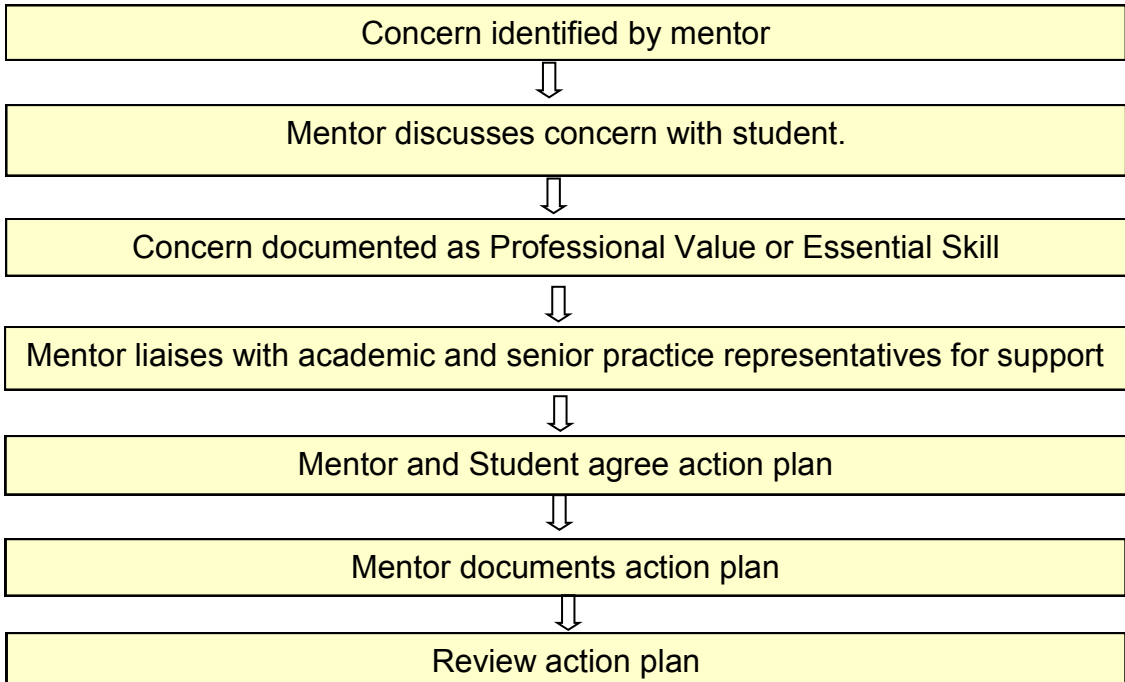 Concern identified by mentor
Mentor discusses concern with student.
Concern documented as Professional Value or Essential Skill
Mentor liaises with academic and senior practice representatives for support
Mentor and Student agree action plan
Mentor documents action plan
Review action plan